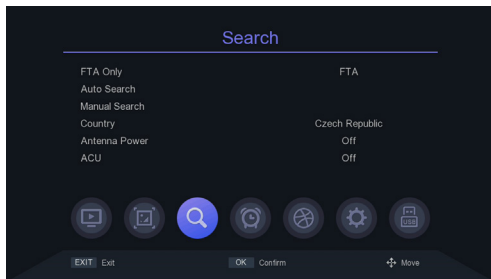 Search
FTA Only FTA
Auto Search
Manual Search
Country Czech Republic
Antenna Power Off
ACU Off
USB
EXIT Exit OK Confirm Move